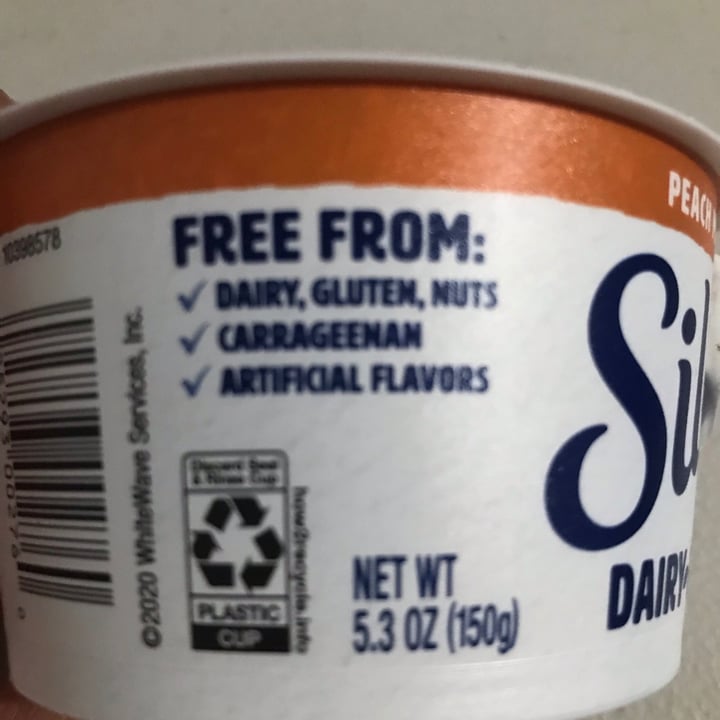 PEACH
10398578
FREE FROM:
✓ DAIRY, GLUTEN, NUTS
✓ CARRAGEENAN
✓ ARTIFICIAL FLAVORS
Sil
DAIRY-
©2020 WhiteWave Services, Inc.
Discard Seal
& Rinse Cup
PLASTIC
CUP
how2recycle.info
NET WT
5.3 OZ (150g)